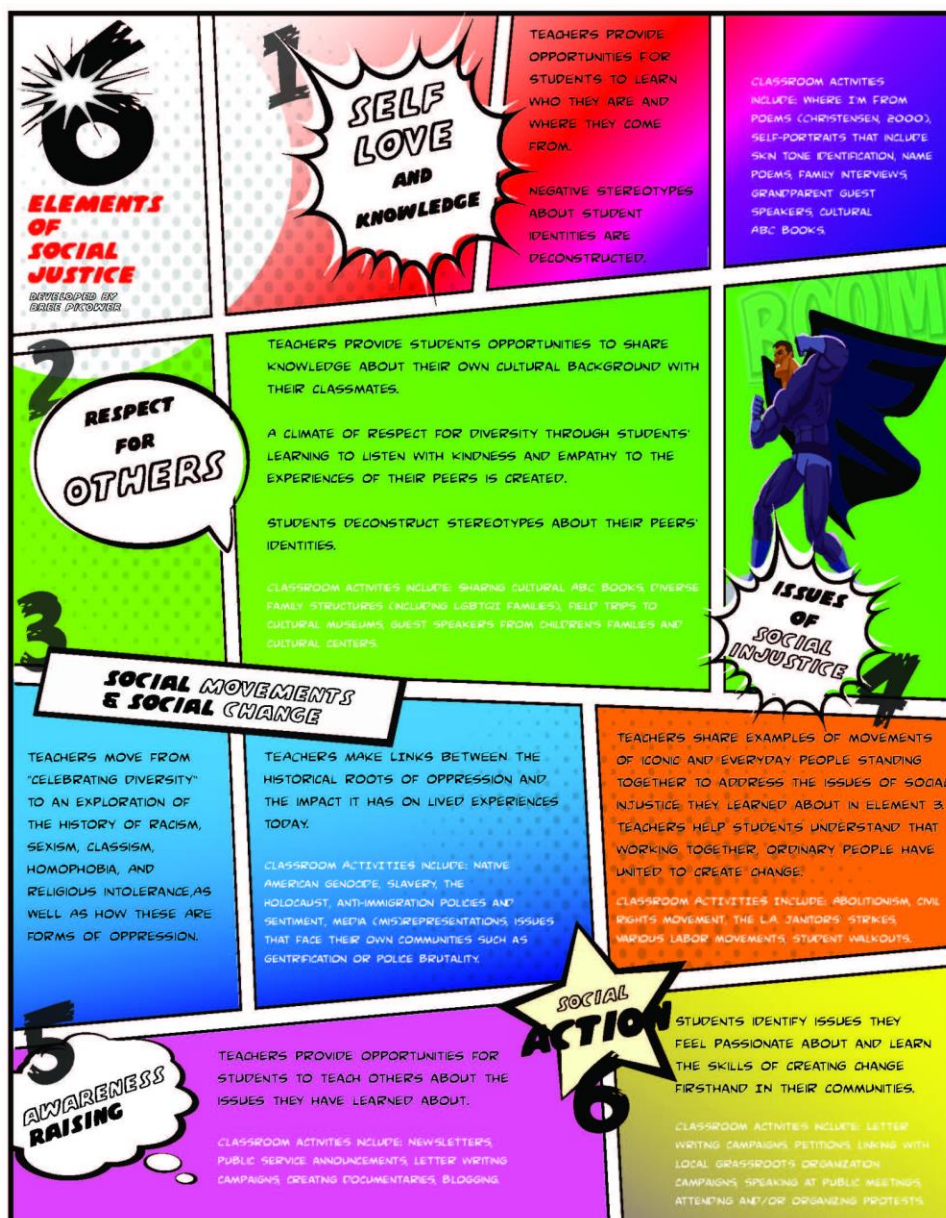 6
ELEMENTS
OF
SOCIAL
JUSTICE
DEVELOPED BY
BREE PICOWER
1
SELF
LOVE
AND
KNOWLEDGE
TEACHERS PROVIDE
OPPORTUNITIES FOR
STUDENTS TO LEARN
WHO THEY ARE AND
WHERE THEY COME
FROM.
NEGATIVE STEREOTYPES
ABOUT STUDENT
IDENTITIES ARE
DECONSTRUCTED.
CLASSROOM ACTIVITIES
INCLUDE: WHERE I'M FROM
POEMS (CHRISTENSEN, 2000),
SELF-PORTRAITS THAT INCLUDE
SKIN TONE IDENTIFICATION, NAME
POEMS, FAMILY INTERVIEWS,
GRANDPARENT GUEST
SPEAKERS, CULTURAL
ABC BOOKS.
2
RESPECT
FOR
OTHERS
TEACHERS PROVIDE STUDENTS OPPORTUNITIES TO SHARE
KNOWLEDGE ABOUT THEIR OWN CULTURAL BACKGROUND WITH
THEIR CLASSMATES.
A CLIMATE OF RESPECT FOR DIVERSITY THROUGH STUDENTS'
LEARNING TO LISTEN WITH KINDNESS AND EMPATHY TO THE
EXPERIENCES OF THEIR PEERS IS CREATED.
STUDENTS DECONSTRUCT STEREOTYPES ABOUT THEIR PEERS'
IDENTITIES.
CLASSROOM ACTIVITIES INCLUDE: SHARING CULTURAL ABC BOOKS, DIVERSE
FAMILY STRUCTURES (INCLUDING LGBTQI FAMILIES), FIELD TRIPS TO
CULTURAL MUSEUMS, GUEST SPEAKERS FROM CHILDREN'S FAMILIES AND
CULTURAL CENTERS.
BOOM
3
SOCIAL MOVEMENTS
& SOCIAL CHANGE
TEACHERS MOVE FROM
"CELEBRATING DIVERSITY"
TO AN EXPLORATION OF
THE HISTORY OF RACISM,
SEXISM, CLASSISM,
HOMOPHOBIA, AND
RELIGIOUS INTOLERANCE,AS
WELL AS HOW THESE ARE
FORMS OF OPPRESSION.
TEACHERS MAKE LINKS BETWEEN THE
HISTORICAL ROOTS OF OPPRESSION AND
THE IMPACT IT HAS ON LIVED EXPERIENCES
TODAY.
CLASSROOM ACTIVITIES INCLUDE: NATIVE
AMERICAN GENOCIDE, SLAVERY, THE
HOLOCAUST, ANTI-IMMIGRATION POLICIES AND
SENTIMENT, MEDIA (MIS)REPRESENTATIONS, ISSUES
THAT FACE THEIR OWN COMMUNITIES SUCH AS
GENTRIFICATION OR POLICE BRUTALITY.
ISSUES
OF
SOCIAL
INJUSTICE
4
TEACHERS SHARE EXAMPLES OF MOVEMENTS
OF ICONIC AND EVERYDAY PEOPLE STANDING
TOGETHER TO ADDRESS THE ISSUES OF SOCIAL
INJUSTICE THEY LEARNED ABOUT IN ELEMENT 3.
TEACHERS HELP STUDENTS UNDERSTAND THAT
WORKING TOGETHER, ORDINARY PEOPLE HAVE
UNITED TO CREATE CHANGE.
CLASSROOM ACTIVITIES INCLUDE: ABOLITIONISM, CIVIL
RIGHTS MOVEMENT, THE L.A. JANITORS' STRIKES,
VARIOUS LABOR MOVEMENTS, STUDENT WALKOUTS.
5
AWARENESS
RAISING
TEACHERS PROVIDE OPPORTUNITIES FOR
STUDENTS TO TEACH OTHERS ABOUT THE
ISSUES THEY HAVE LEARNED ABOUT.
CLASSROOM ACTIVITIES INCLUDE: NEWSLETTERS,
PUBLIC SERVICE ANNOUNCEMENTS, LETTER WRITING
CAMPAIGNS, CREATING DOCUMENTARIES, BLOGGING.
SOCIAL
ACTION
6
STUDENTS IDENTIFY ISSUES THEY
FEEL PASSIONATE ABOUT AND LEARN
THE SKILLS OF CREATING CHANGE
FIRSTHAND IN THEIR COMMUNITIES.
CLASSROOM ACTIVITIES INCLUDE: LETTER
WRITING CAMPAIGNS, PETITIONS, LINKING WITH
LOCAL GRASSROOTS ORGANIZATION
CAMPAIGNS, SPEAKING AT PUBLIC MEETINGS,
ATTENDING AND/OR ORGANIZING PROTESTS.